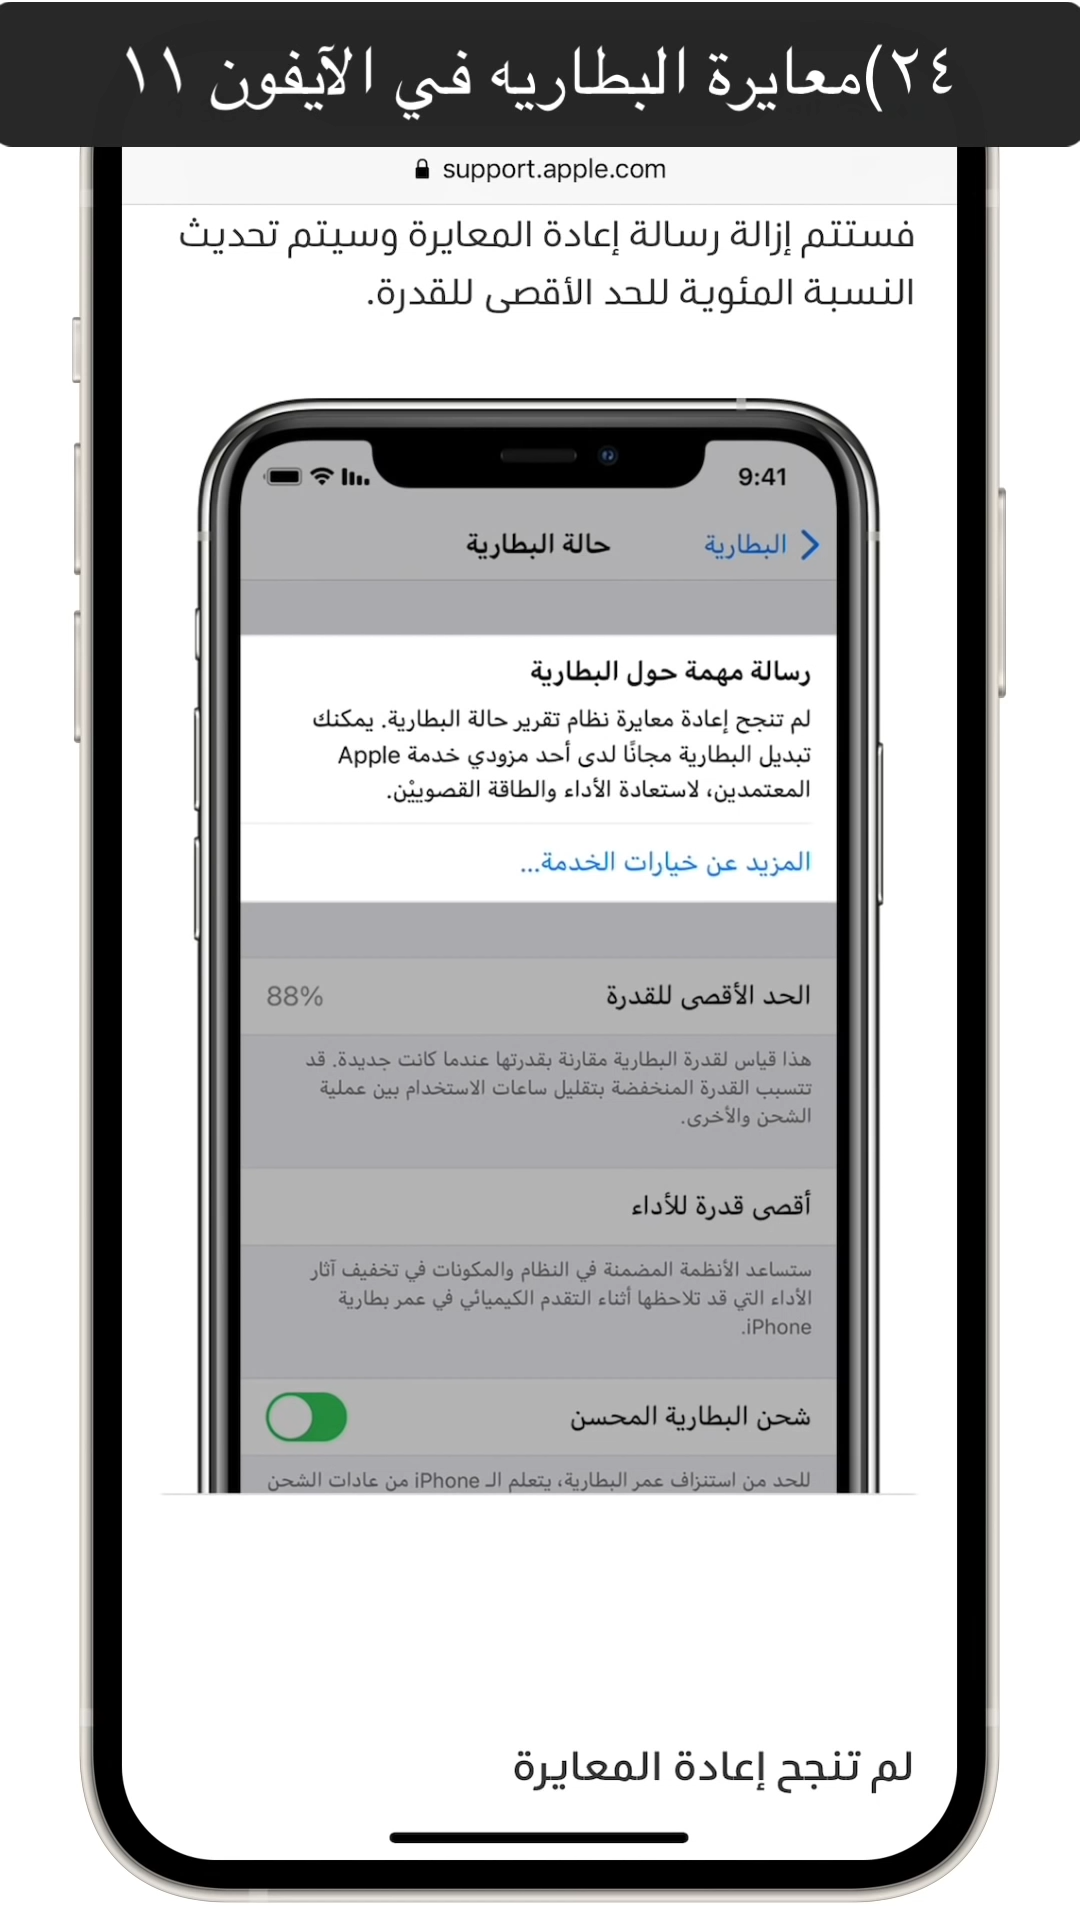 ٢٤)معايرة البطاريه في الآيفون ١١
support.apple.com
فستتم إزالة رسالة إعادة المعايرة وسيتم تحديث
النسبة المئوية للحد الأقصى للقدرة.
9:41
البطارية
حالة البطارية
رسالة مهمة حول البطارية
لم تنجح إعادة معايرة نظام تقرير حالة البطارية. يمكنك
تبديل البطارية مجانًا لدى أحد مزودي خدمة Apple
المعتمدين، لاستعادة الأداء والطاقة القصوييْن.
المزيد عن خيارات الخدمة...
الحد الأقصى للقدرة
88%
هذا قياس لقدرة البطارية مقارنة بقدرتها عندما كانت جديدة. قد
تتسبب القدرة المنخفضة بتقليل ساعات الاستخدام بين عملية
الشحن والأخرى.
أقصى قدرة للأداء
ستساعد الأنظمة المضمنة في النظام والمكونات في تخفيف آثار
الأداء التي قد تلاحظها أثناء التقدم الكيميائي في عمر بطارية
iPhone.
شحن البطارية المحسن
للحد من استنزاف عمر البطارية، يتعلم الـ iPhone من عادات الشحن
لم تنجح إعادة المعايرة